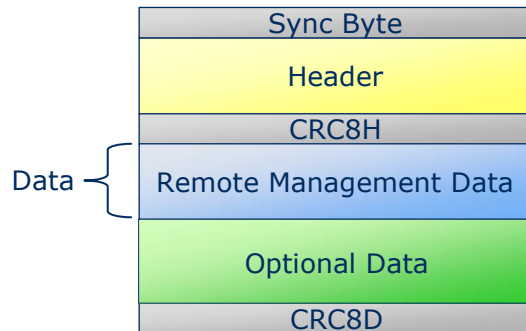 Sync Byte
Header
CRC8H
Data
Remote Management Data
Optional Data
CRC8D